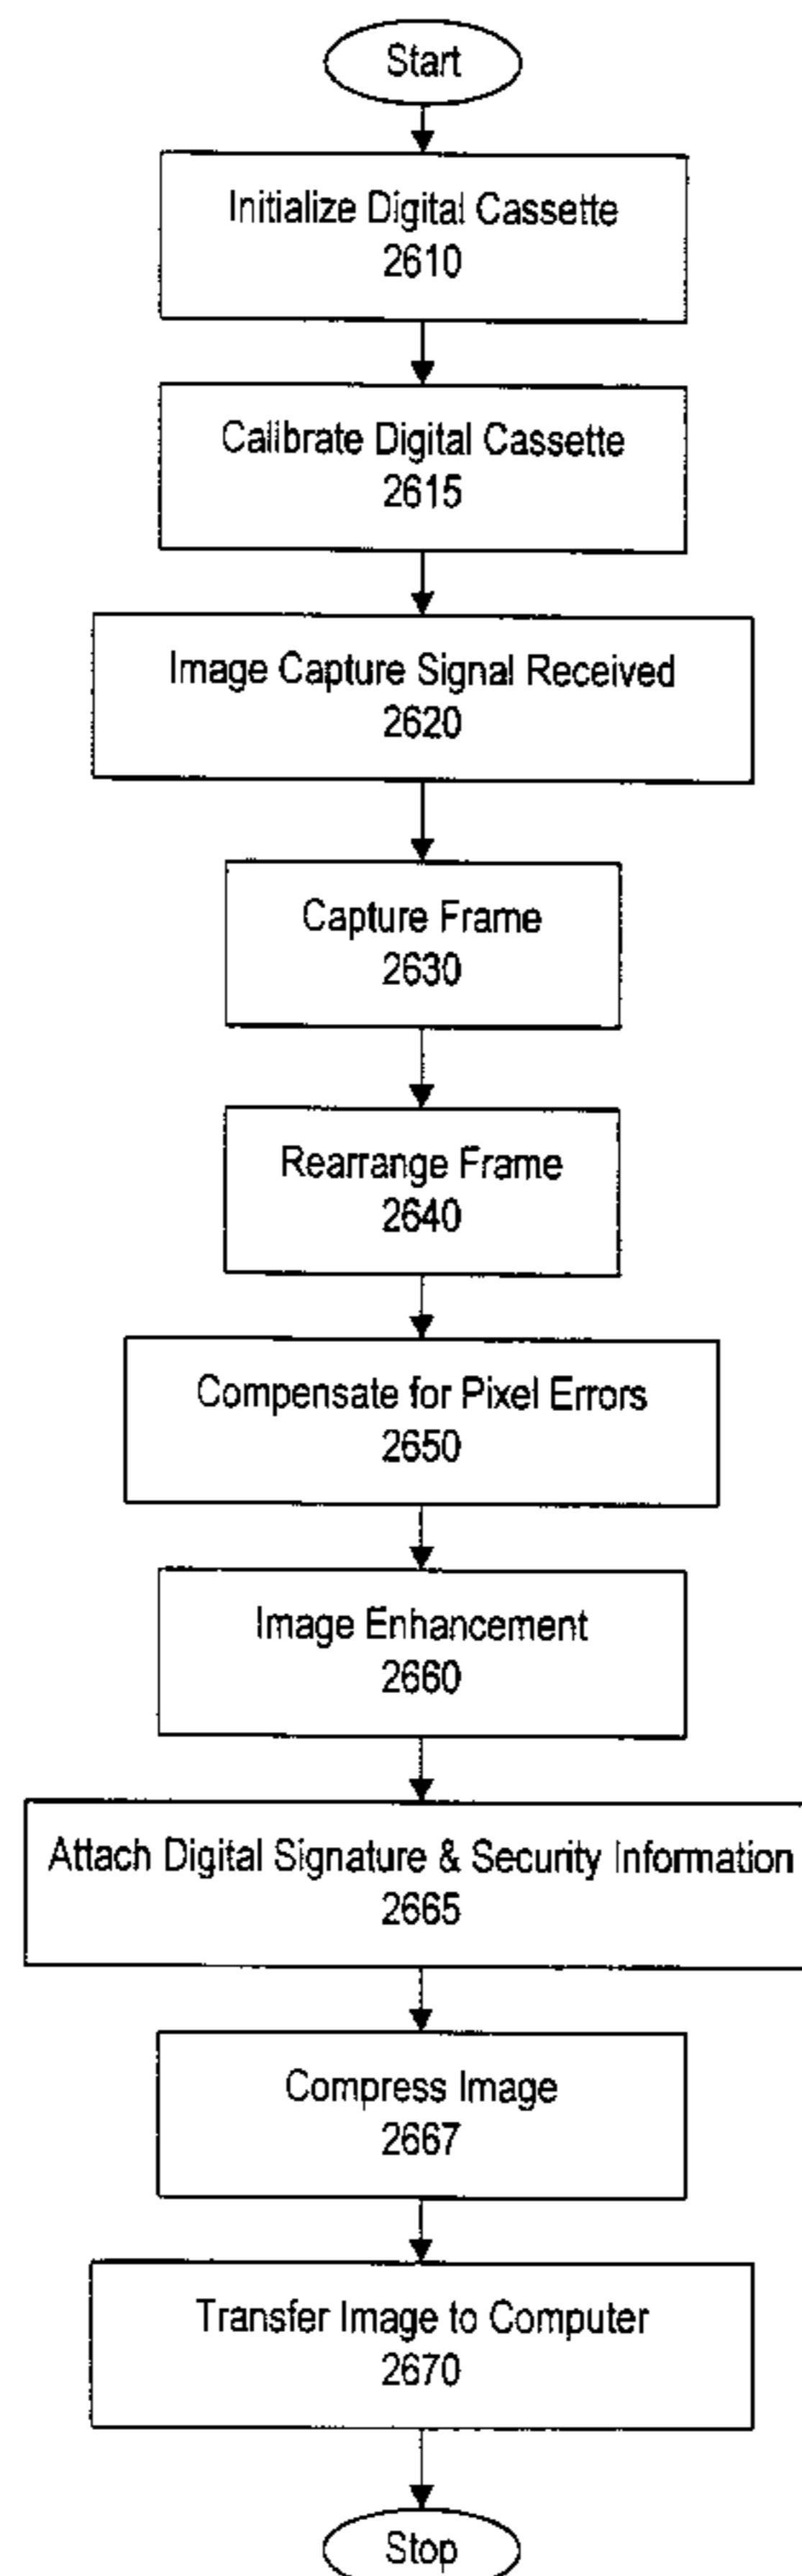 Start
Initialize Digital Cassette
2610
Calibrate Digital Cassette
2615
Image Capture Signal Received
2620
Capture Frame
2630
Rearrange Frame
2640
Compensate for Pixel Errors
2650
Image Enhancement
2660
Attach Digital Signature & Security Information
2665
Compress Image
2667
Transfer Image to Computer
2670
Stop